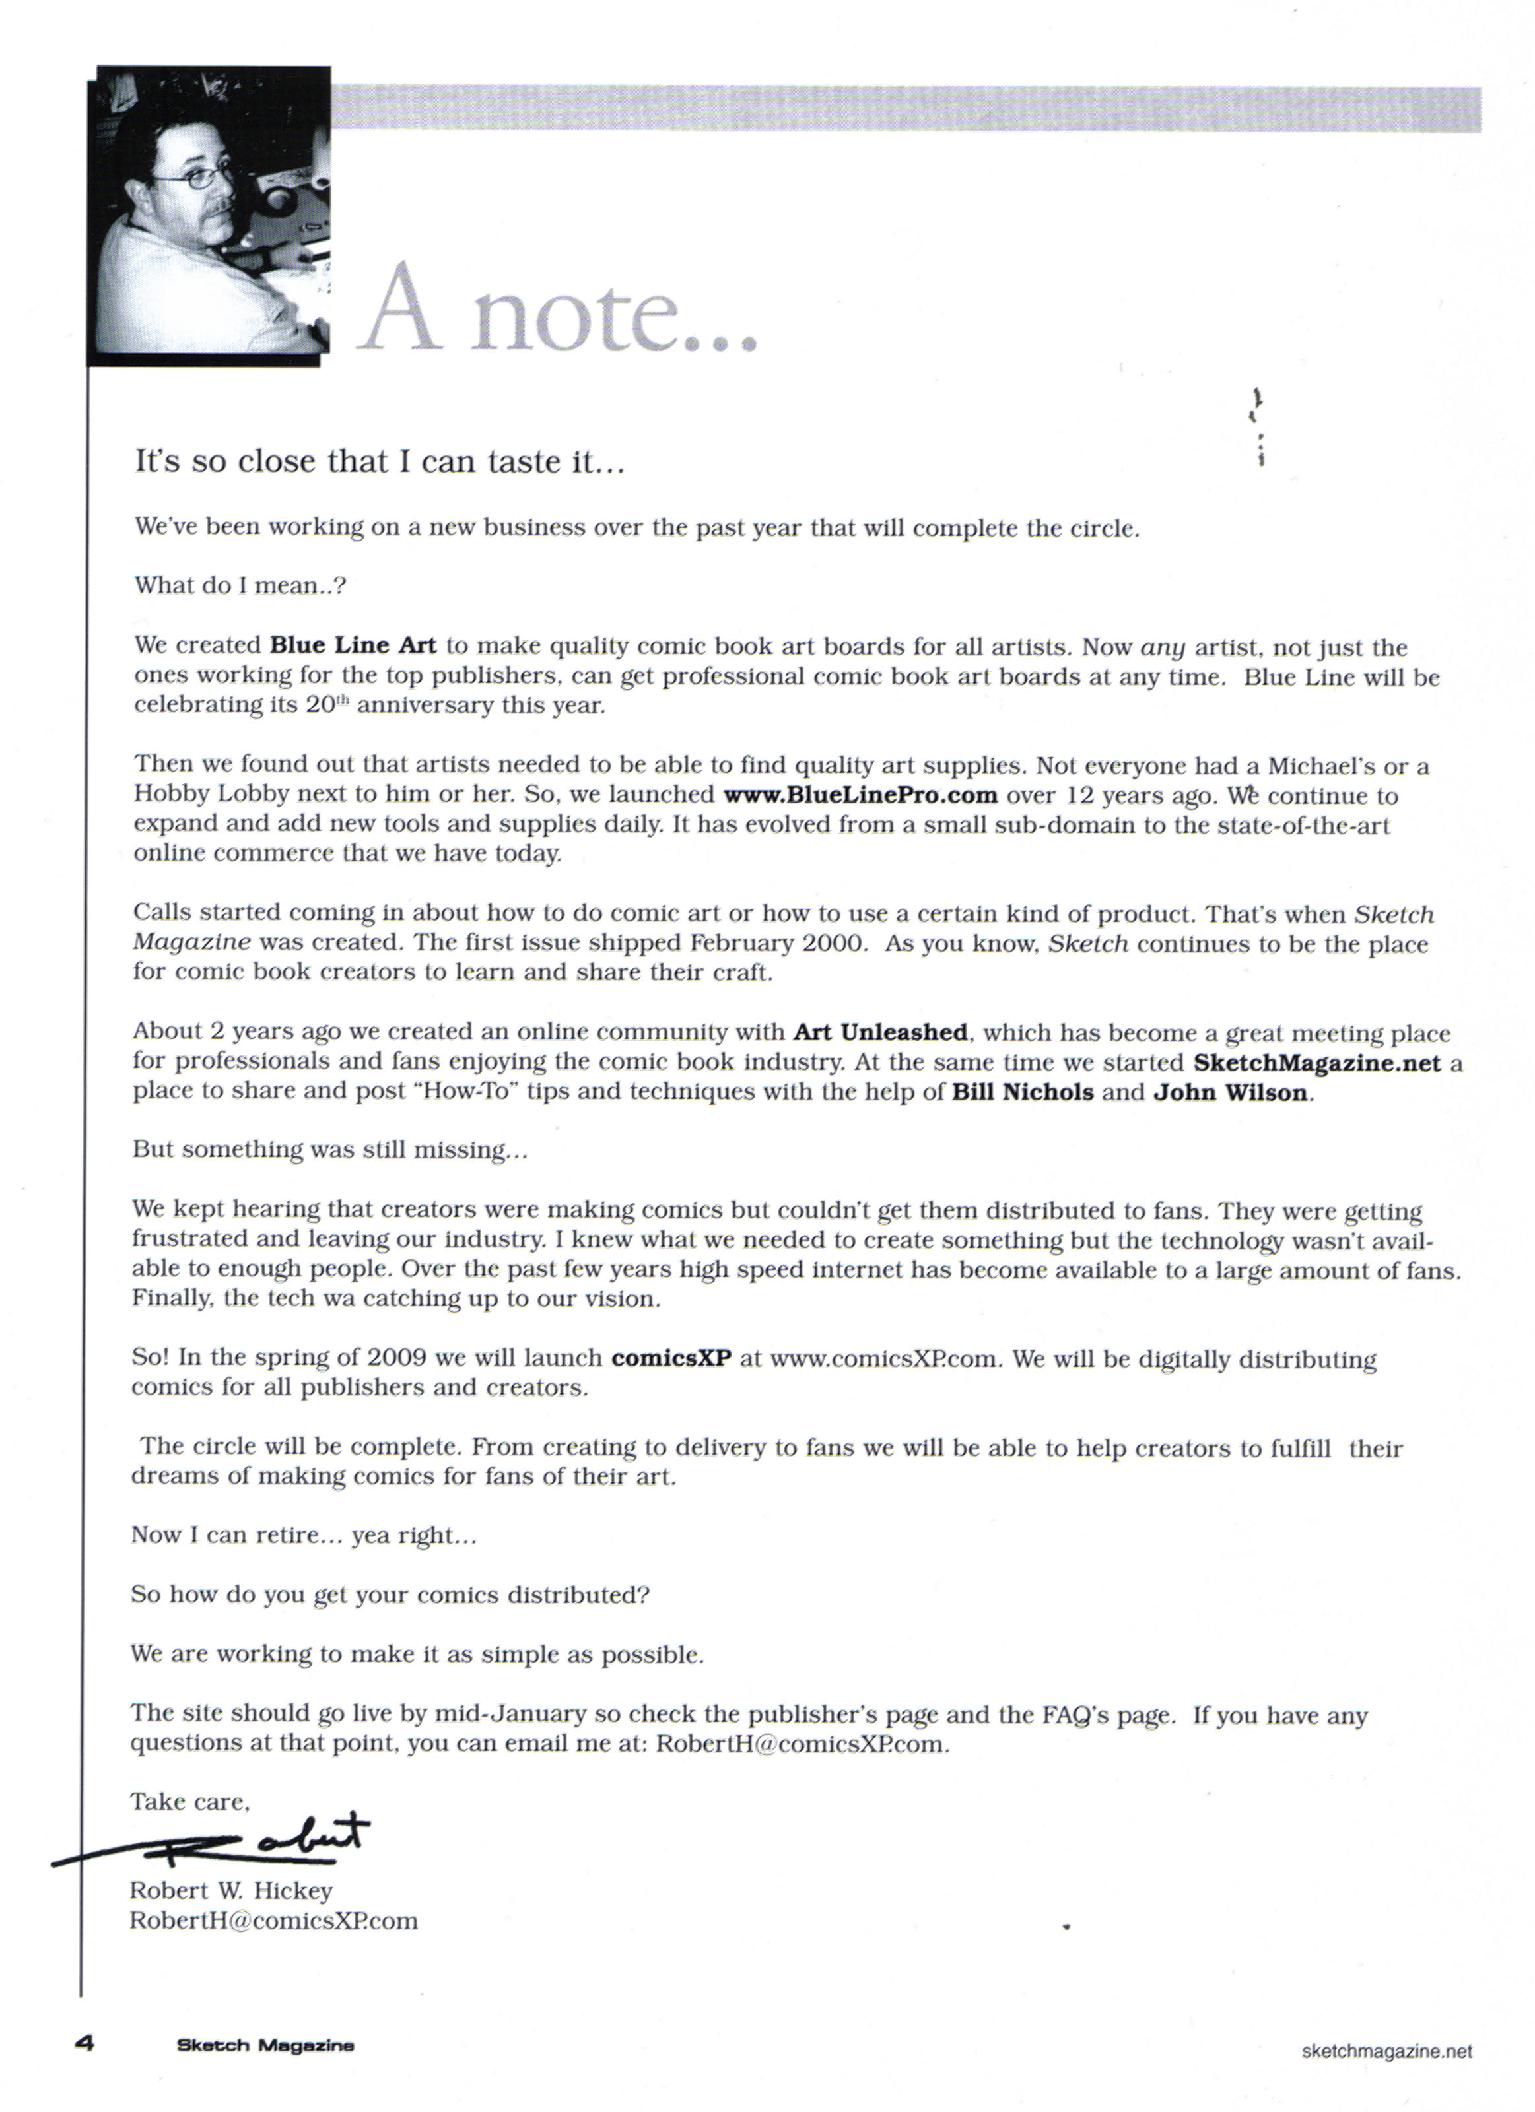 A note...
It's so close that I can taste it...
We've been working on a new business over the past year that will complete the circle.
What do I mean..?
We created Blue Line Art to make quality comic book art boards for all artists. Now any artist, not just the
ones working for the top publishers, can get professional comic book art boards at any time. Blue Line will be
celebrating its 20th anniversary this year.
Then we found out that artists needed to be able to find quality art supplies. Not everyone had a Michael's or a
Hobby Lobby next to him or her. So, we launched www.BlueLinePro.com over 12 years ago. We continue to
expand and add new tools and supplies daily. It has evolved from a small sub-domain to the state-of-the-art
online commerce that we have today.
Calls started coming in about how to do comic art or how to use a certain kind of product. That's when Sketch
Magazine was created. The first issue shipped February 2000. As you know, Sketch continues to be the place
for comic book creators to learn and share their craft.
About 2 years ago we created an online community with Art Unleashed, which has become a great meeting place
for professionals and fans enjoying the comic book industry. At the same time we started SketchMagazine.net a
place to share and post "How-To" tips and techniques with the help of Bill Nichols and John Wilson.
But something was still missing...
We kept hearing that creators were making comics but couldn't get them distributed to fans. They were getting
frustrated and leaving our industry. I knew what we needed to create something but the technology wasn't avail-
able to enough people. Over the past few years high speed internet has become available to a large amount of fans.
Finally, the tech wa catching up to our vision.
So! In the spring of 2009 we will launch comicsXP at www.comicsXP.com. We will be digitally distributing
comics for all publishers and creators.
The circle will be complete. From creating to delivery to fans we will be able to help creators to fulfill their
dreams of making comics for fans of their art.
Now I can retire... yea right...
So how do you get your comics distributed?
We are working to make it as simple as possible.
The site should go live by mid-January so check the publisher's page and the FAQ's page. If you have any
questions at that point, you can email me at: RobertH@comicsXP.com.
Take care,
Robert
Robert W. Hickey
RobertH@comicsXP.com
4 Sketch Magazine sketchmagazine.net